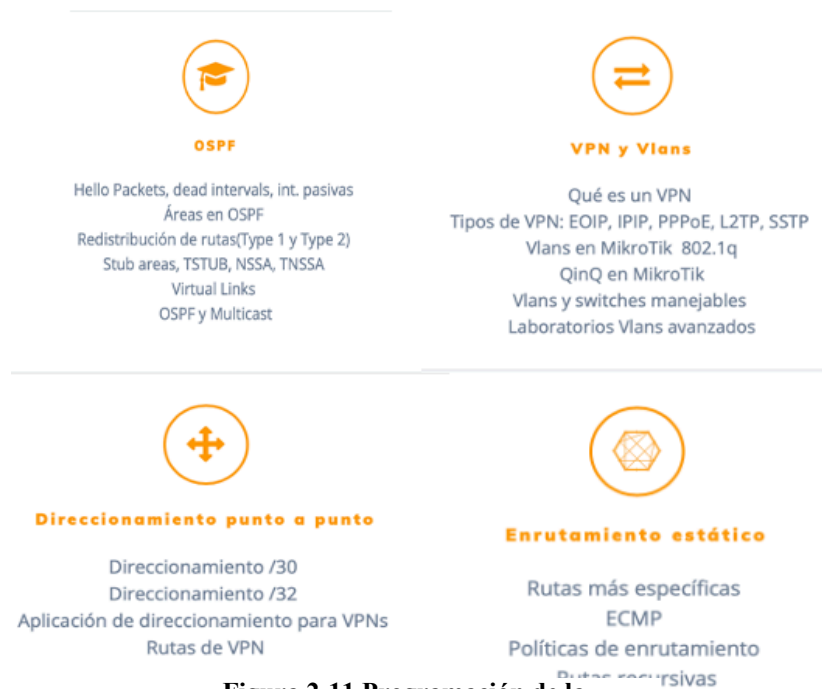 OSPF
Hello Packets, dead intervals, int. pasivas
Áreas en OSPF
Redistribución de rutas(Type 1 y Type 2)
Stub areas, TSTUB, NSSA, TNSSA
Virtual Links
OSPF y Multicast
VPN y Vlans
Qué es un VPN
Tipos de VPN: EOIP, IPIP, PPPoE, L2TP, SSTP
Vlans en MikroTik 802.1q
QinQ en MikroTik
Vlans y switches manejables
Laboratorios Vlans avanzados
Direccionamiento punto a punto
Direccionamiento /30
Direccionamiento /32
Aplicación de direccionamiento para VPNs
Rutas de VPN
Enrutamiento estático
Rutas más específicas
ECMP
Políticas de enrutamiento
Rutas recursivas
Figura 2-11 Programación de la